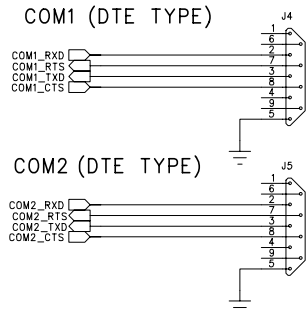 COM1 (DTE TYPE)
J4
1
6
COM1_RXD 2
COM1_RTS 7
COM1_TXD 3
COM1_CTS 8
4
9
5
COM2 (DTE TYPE)
J5
1
6
COM2_RXD 2
COM2_RTS 7
COM2_TXD 3
COM2_CTS 8
4
9
5